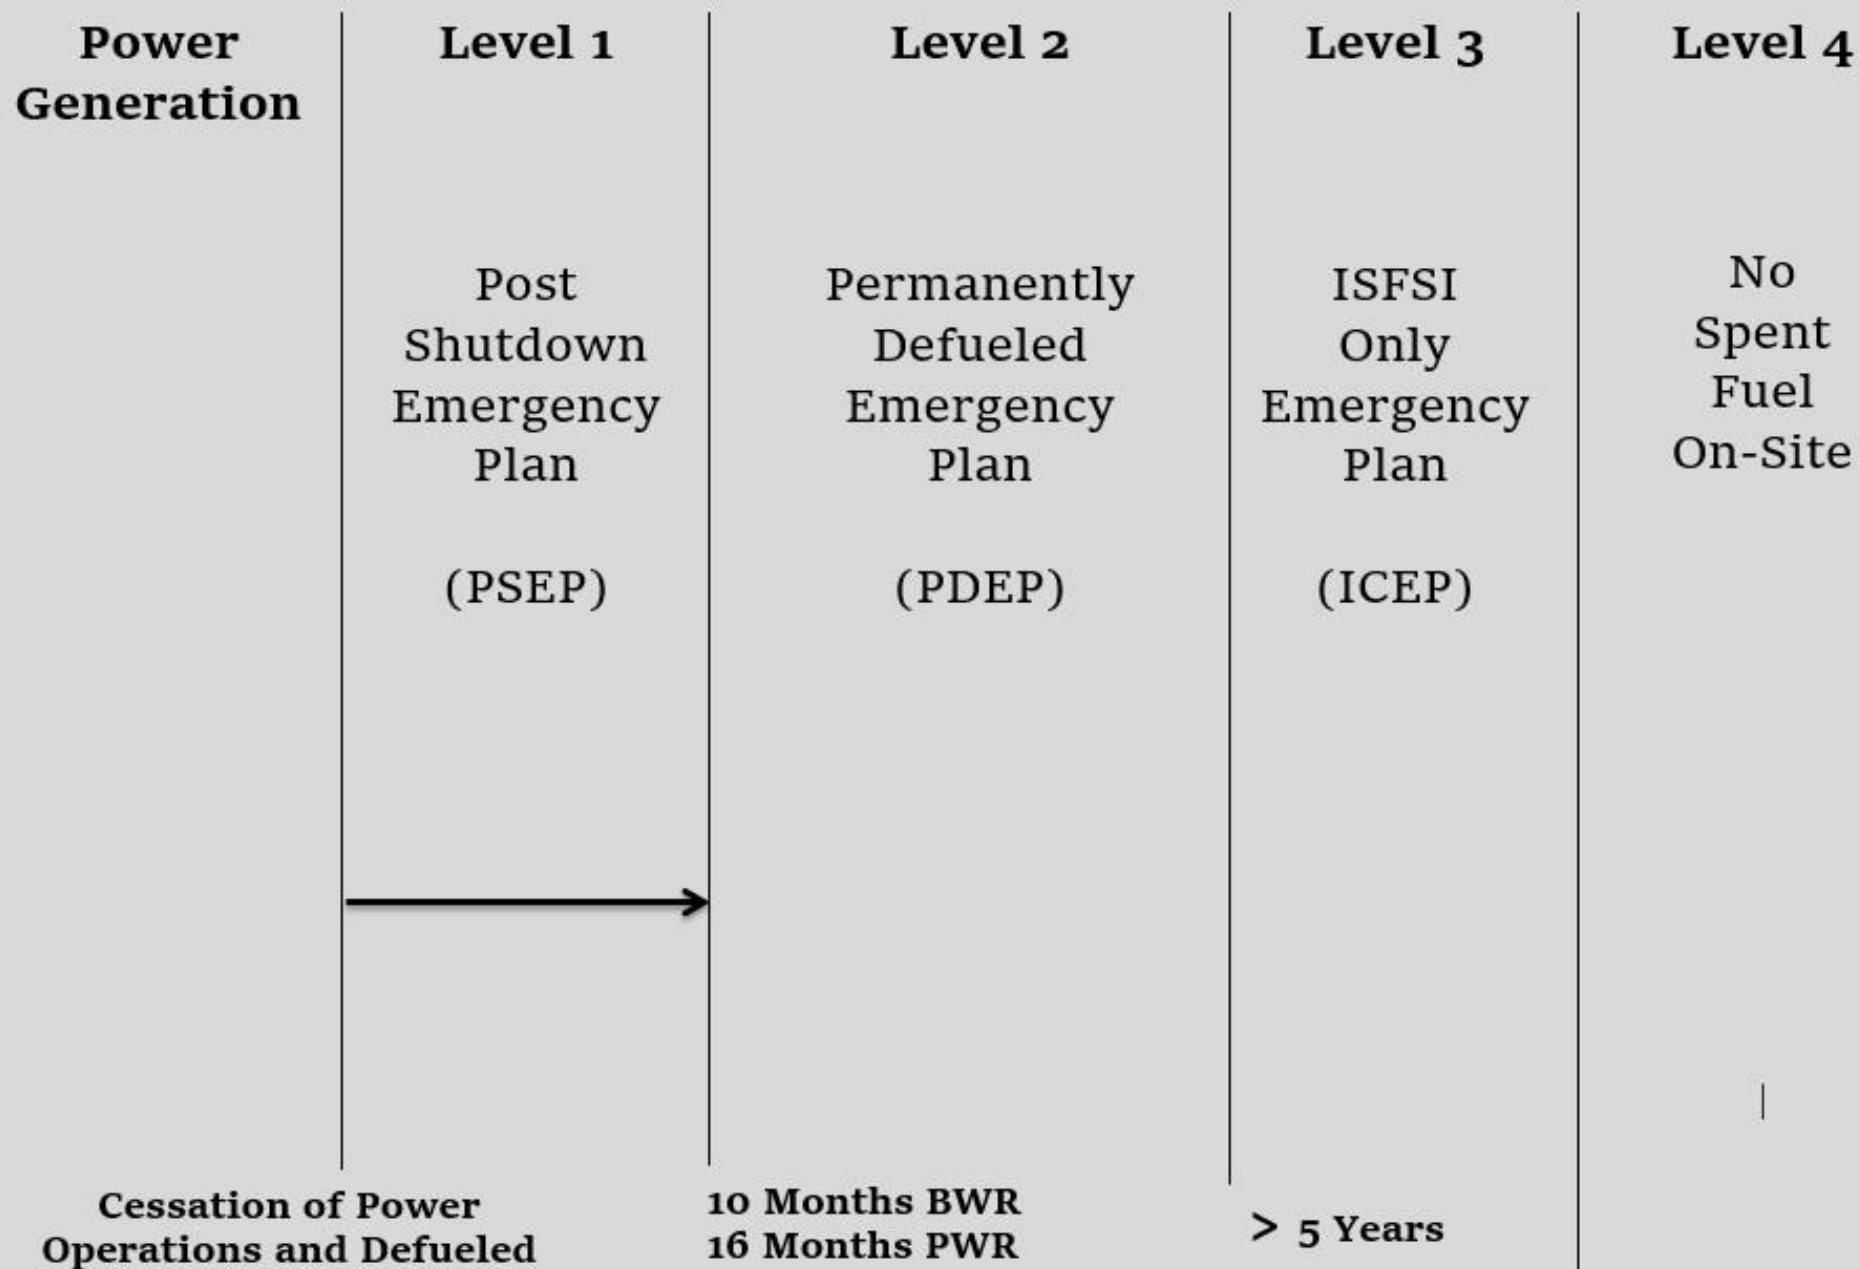 Power
Generation
Level 1
Level 2
Level 3
Level 4
Post
Shutdown
Emergency
Plan
(PSEP)
Permanently
Defueled
Emergency
Plan
(PDEP)
ISFSI
Only
Emergency
Plan
(ICEP)
No
Spent
Fuel
On-Site
Cessation of Power
Operations and Defueled
10 Months BWR
16 Months PWR
> 5 Years